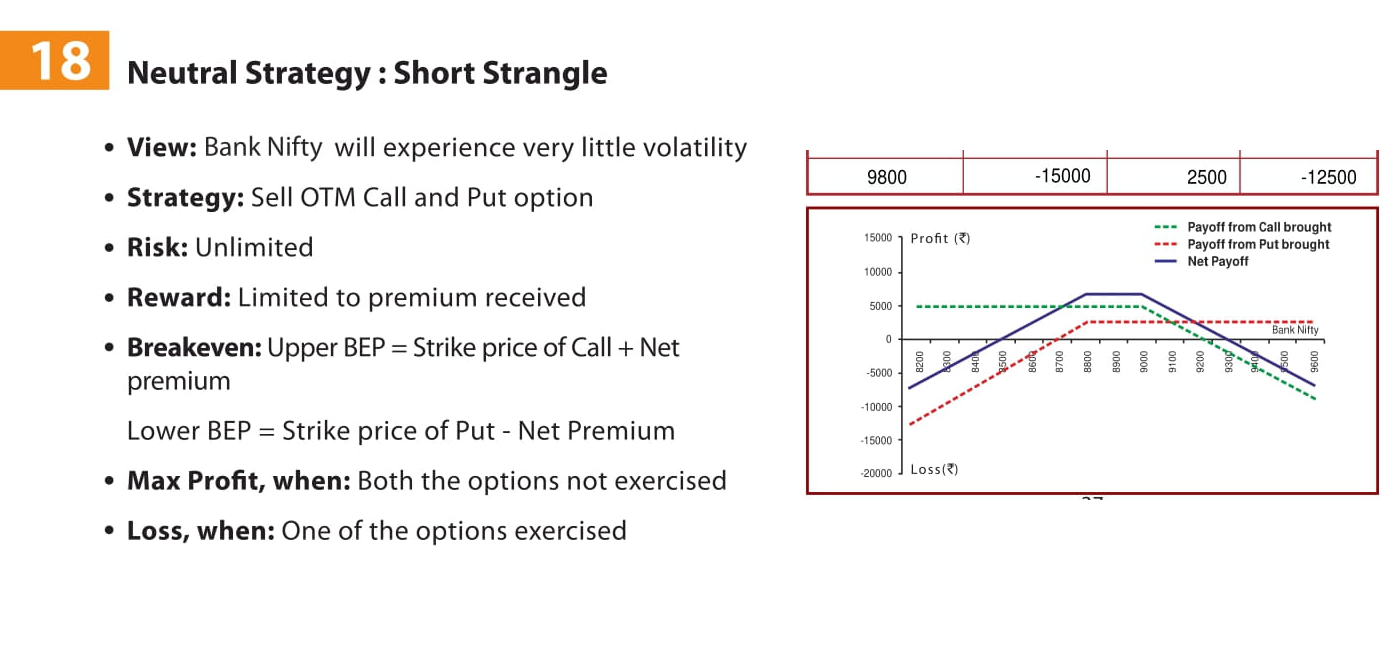 18
Neutral Strategy : Short Strangle
• View: Bank Nifty will experience very little volatility
• Strategy: Sell OTM Call and Put option
• Risk: Unlimited
• Reward: Limited to premium received
• Breakeven: Upper BEP = Strike price of Call + Net
premium
Lower BEP = Strike price of Put - Net Premium
• Max Profit, when: Both the options not exercised
• Loss, when: One of the options exercised
9800 -15000 2500 -12500
Payoff from Call brought
Payoff from Put brought
Net Payoff
Profit (₹)
15000
10000
5000
0
-5000
-10000
-15000
-20000
Bank Nifty
8200 8300 8400 8500 8600 8700 8800 8900 9000 9100 9200 9300 9400 9500 9600
Loss(₹)